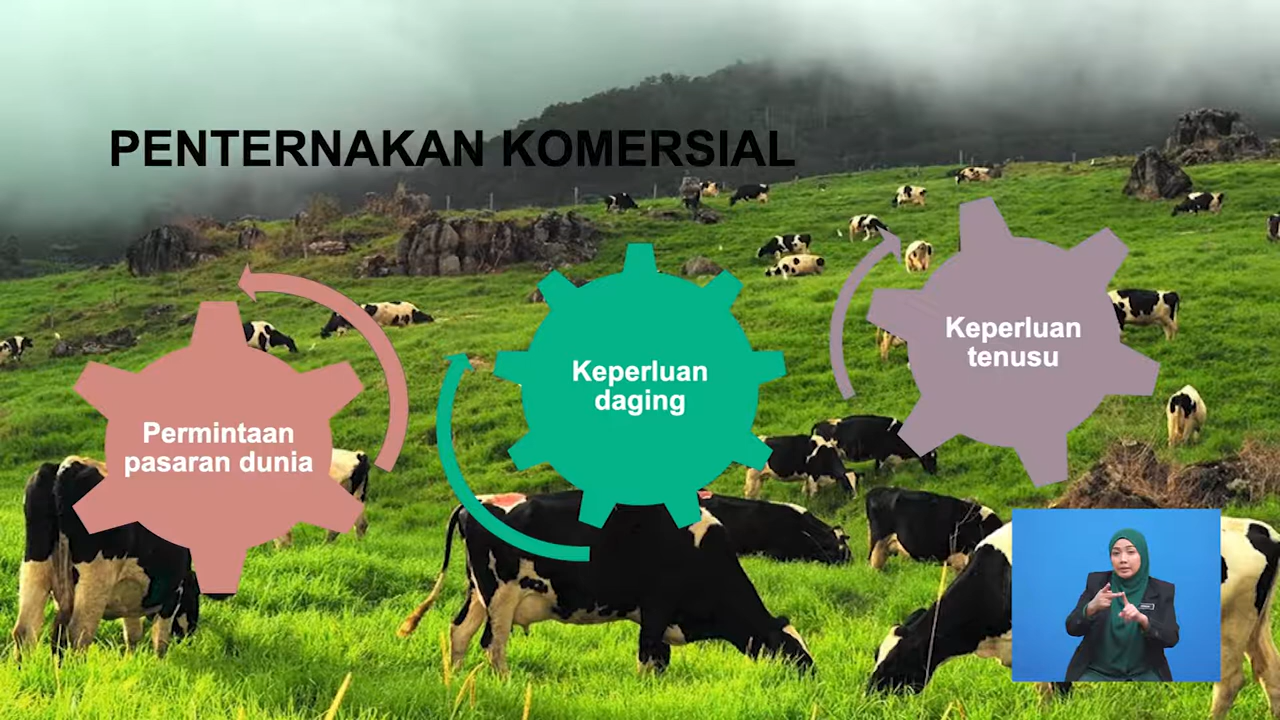 PENTERNAKAN KOMERSIAL
Permintaan
pasaran dunia
Keperluan
daging
Keperluan
tenusu